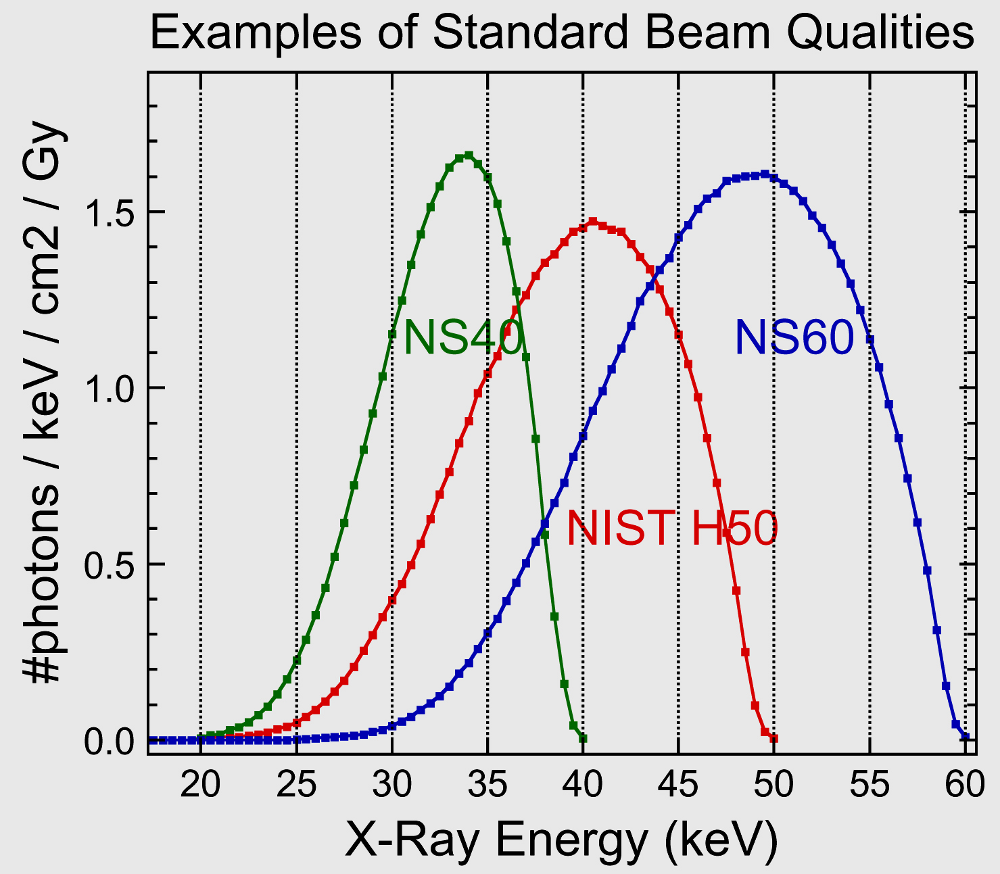 Examples of Standard Beam Qualities
#photons / keV / cm2 / Gy
1.5
1.0
0.5
0.0
NS40
NS60
NIST H50
20 25 30 35 40 45 50 55 60
X-Ray Energy (keV)